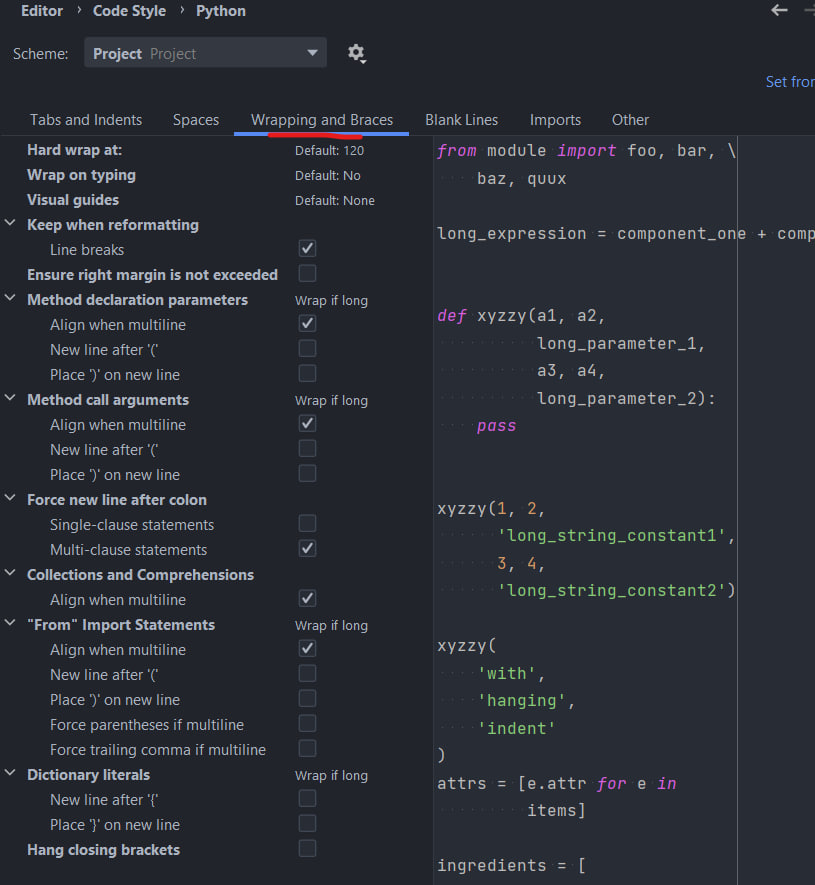 Editor › Code Style › Python
Scheme: Project Project
Set fror
Tabs and Indents Spaces Wrapping and Braces Blank Lines Imports Other
Hard wrap at: Default: 120
Wrap on typing Default: No
Visual guides Default: None
Keep when reformatting
Line breaks
Ensure right margin is not exceeded
Method declaration parameters Wrap if long
Align when multiline
New line after '('
Place ')' on new line
Method call arguments Wrap if long
Align when multiline
New line after '('
Place ')' on new line
Force new line after colon
Single-clause statements
Multi-clause statements
Collections and Comprehensions
Align when multiline
"From" Import Statements Wrap if long
Align when multiline
New line after '('
Place ')' on new line
Force parentheses if multiline
Force trailing comma if multiline
Dictionary literals Wrap if long
New line after '{'
Place '}' on new line
Hang closing brackets
from module import foo, bar, \
    baz, quux
long_expression = component_one + comp
def xyzzy(a1, a2,
          long_parameter_1,
          a3, a4,
          long_parameter_2):
    pass
xyzzy(1, 2,
      'long_string_constant1',
      3, 4,
      'long_string_constant2')
xyzzy(
    'with',
    'hanging',
    'indent'
)
attrs = [e.attr for e in
         items]
ingredients = [